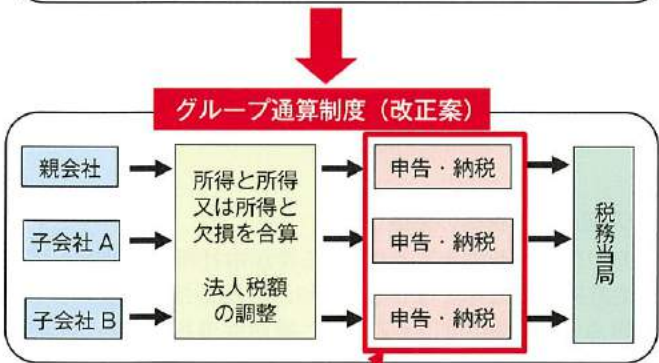 グループ通算制度（改正案）
親会社
子会社 A
子会社 B
所得と所得
又は所得と
欠損を合算
法人税額
の調整
申告・納税
申告・納税
申告・納税
税務当局